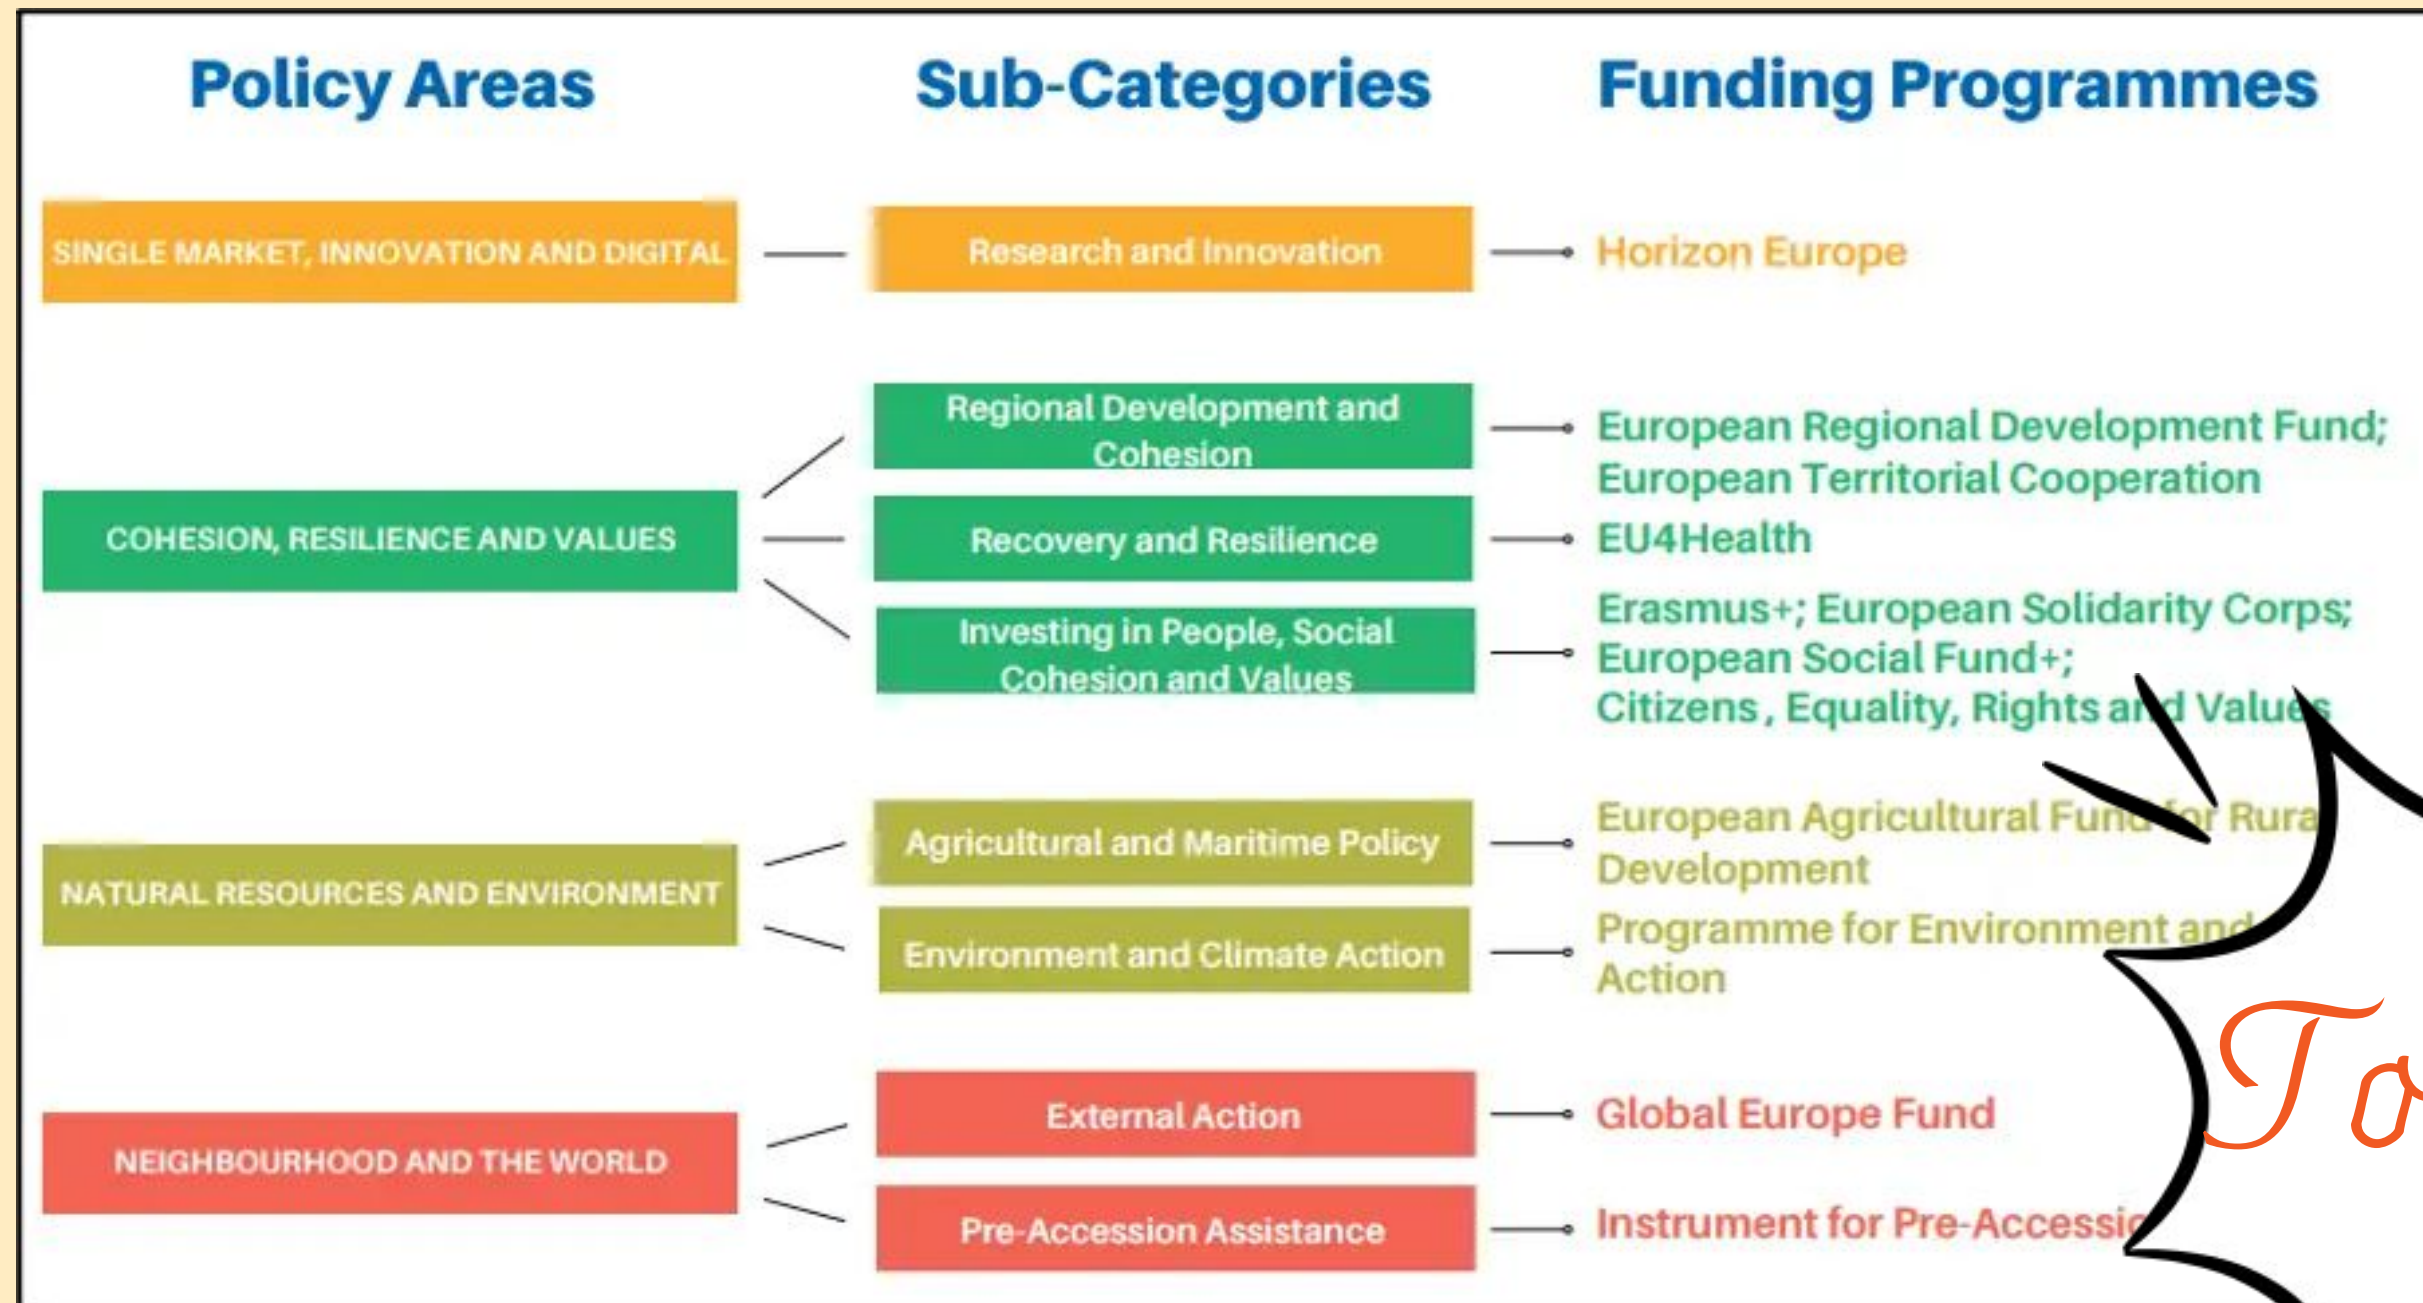 Policy Areas
Sub-Categories
Funding Programmes
SINGLE MARKET, INNOVATION AND DIGITAL
Research and Innovation
Horizon Europe
COHESION, RESILIENCE AND VALUES
Regional Development and
Cohesion
European Regional Development Fund;
European Territorial Cooperation
Recovery and Resilience
EU4Health
Investing in People, Social
Cohesion and Values
Erasmus+; European Solidarity Corps;
European Social Fund+;
Citizens, Equality, Rights and Values
NATURAL RESOURCES AND ENVIRONMENT
Agricultural and Maritime Policy
European Agricultural Fund for
Development
Environment and Climate Action
Programme for Environment and
Action
NEIGHBOURHOOD AND THE WORLD
External Action
Global Europe Fund
Pre-Accession Assistance
Instrument for